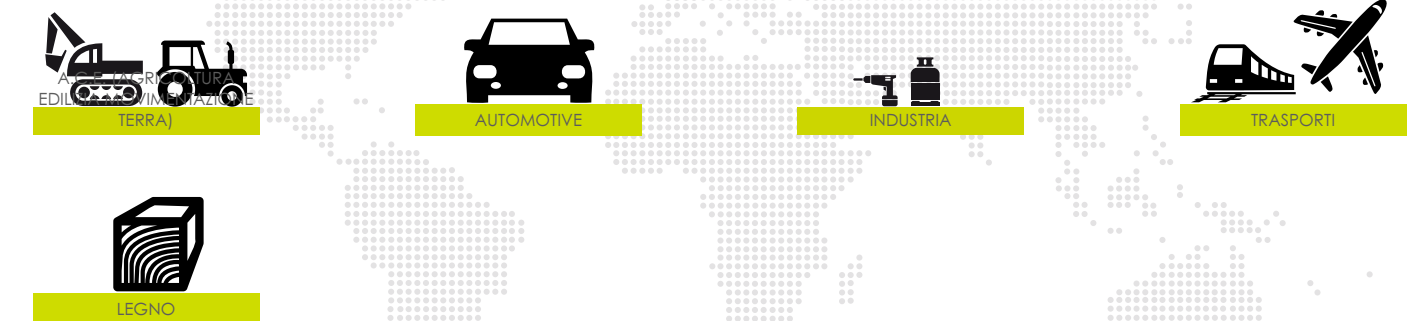 A.C.E. (AGRICOLTURA
EDILIZIA MOVIMENTAZIONE
TERRA)
AUTOMOTIVE
INDUSTRIA
TRASPORTI
LEGNO